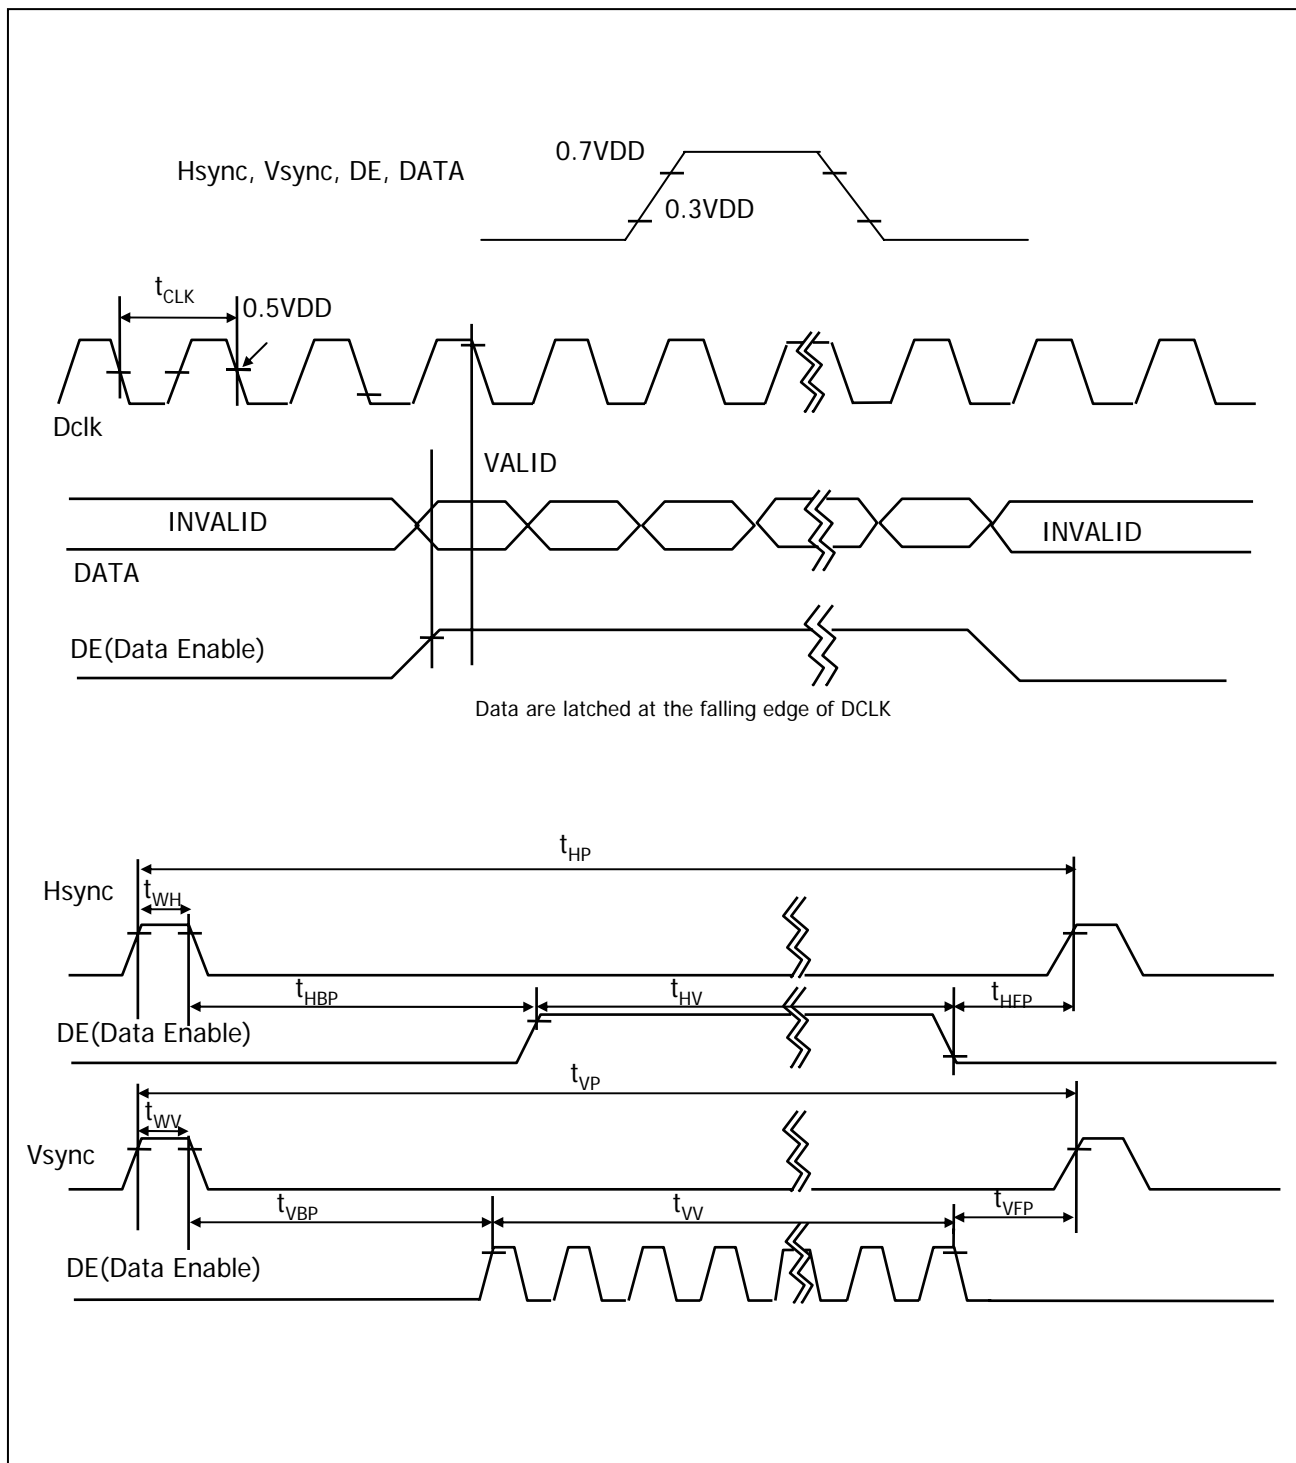 0.7VDD
Hsync, Vsync, DE, DATA
0.3VDD
tCLK
0.5VDD
Dclk
VALID
INVALID
INVALID
DATA
DE(Data Enable)
Data are latched at the falling edge of DCLK
tHP
Hsync
tWH
tHBP
tHV
tHFP
DE(Data Enable)
tVP
tWV
Vsync
tVBP
tVV
tVFP
DE(Data Enable)